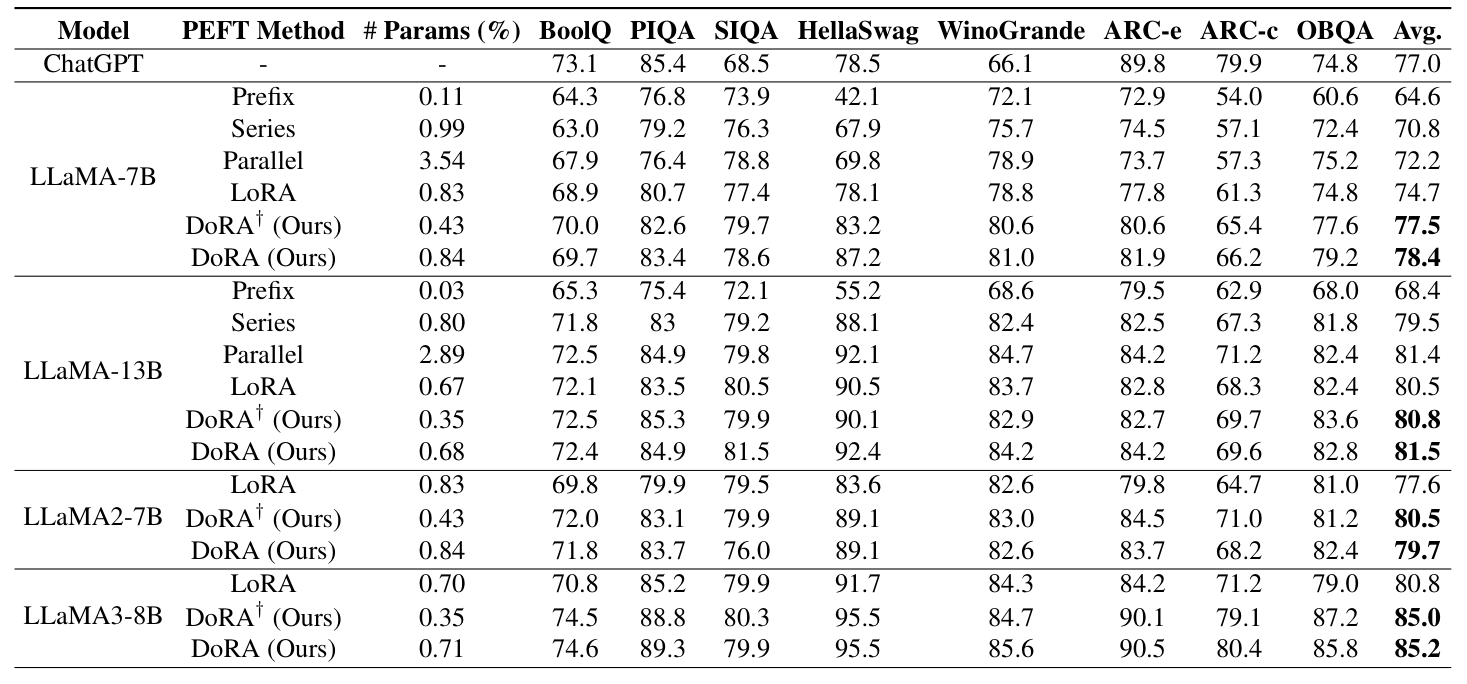 Model PEFT Method # Params (%) BoolQ PIQA SIQA HellaSwag WinoGrande ARC-e ARC-c OBQA Avg.
ChatGPT - - 73.1 85.4 68.5 78.5 66.1 89.8 79.9 74.8 77.0
LLaMA-7B
Prefix 0.11 64.3 76.8 73.9 42.1 72.1 72.9 54.0 60.6 64.6
Series 0.99 63.0 79.2 76.3 67.9 75.7 74.5 57.1 72.4 70.8
Parallel 3.54 67.9 76.4 78.8 69.8 78.9 73.7 57.3 75.2 72.2
LoRA 0.83 68.9 80.7 77.4 78.1 78.8 77.8 61.3 74.8 74.7
DoRA† (Ours) 0.43 70.0 82.6 79.7 83.2 80.6 80.6 65.4 77.6 77.5
DoRA (Ours) 0.84 69.7 83.4 78.6 87.2 81.0 81.9 66.2 79.2 78.4
LLaMA-13B
Prefix 0.03 65.3 75.4 72.1 55.2 68.6 79.5 62.9 68.0 68.4
Series 0.80 71.8 83 79.2 88.1 82.4 82.5 67.3 81.8 79.5
Parallel 2.89 72.5 84.9 79.8 92.1 84.7 84.2 71.2 82.4 81.4
LoRA 0.67 72.1 83.5 80.5 90.5 83.7 82.8 68.3 82.4 80.5
DoRA† (Ours) 0.35 72.5 85.3 79.9 90.1 82.9 82.7 69.7 83.6 80.8
DoRA (Ours) 0.68 72.4 84.9 81.5 92.4 84.2 84.2 69.6 82.8 81.5
LLaMA2-7B
LoRA 0.83 69.8 79.9 79.5 83.6 82.6 79.8 64.7 81.0 77.6
DoRA† (Ours) 0.43 72.0 83.1 79.9 89.1 83.0 84.5 71.0 81.2 80.5
DoRA (Ours) 0.84 71.8 83.7 76.0 89.1 82.6 83.7 68.2 82.4 79.7
LLaMA3-8B
LoRA 0.70 70.8 85.2 79.9 91.7 84.3 84.2 71.2 79.0 80.8
DoRA† (Ours) 0.35 74.5 88.8 80.3 95.5 84.7 90.1 79.1 87.2 85.0
DoRA (Ours) 0.71 74.6 89.3 79.9 95.5 85.6 90.5 80.4 85.8 85.2